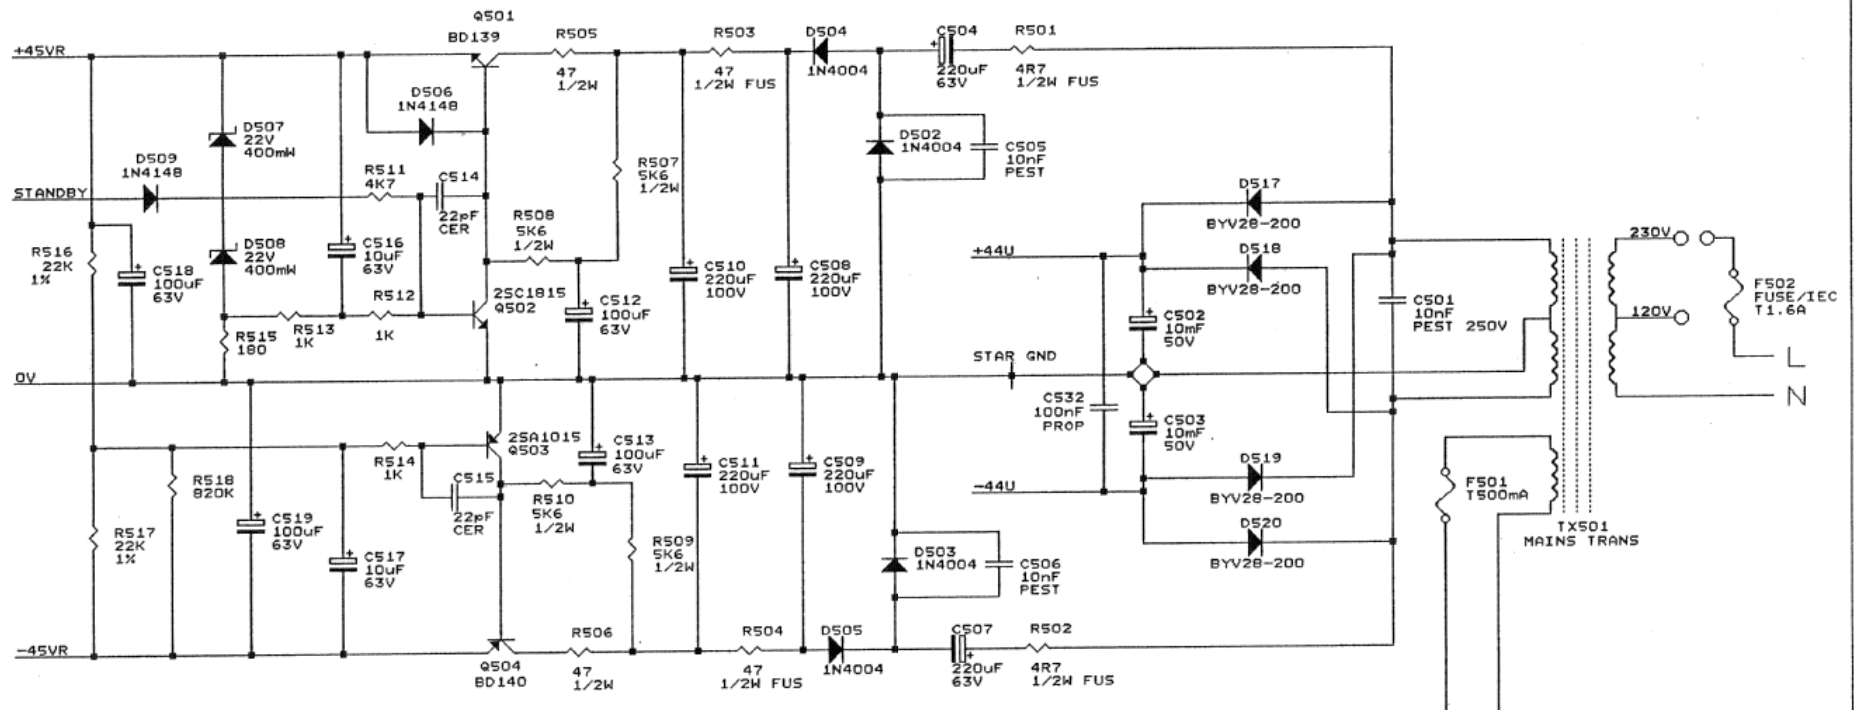 Q501
BD139
+45VR
R505
47
1/2W
R503
47
1/2W FUS
D504
1N4004
C504
+
220uF
63V
R501
4R7
1/2W FUS
D506
1N4148
D507
22V
400mW
D509
1N4148
STANDBY
R511
4K7
C514
22pF
CER
R507
5K6
1/2W
D502
1N4004
C505
10nF
PEST
R508
5K6
1/2W
D517
BYV28-200
D518
BYV28-200
230V
120V
F502
FUSE/IEC
T1.6A
L
N
R516
22K
1%
+
C518
100uF
63V
D508
22V
400mW
+
C516
10uF
63V
R512
1K
R513
1K
R515
180
2SC1815
Q502
+
C512
100uF
63V
+
C510
220uF
100V
+
C508
220uF
100V
+44U
+
C502
10mF
50V
C501
10nF
PEST 250V
STAR GND
0V
C532
100nF
PROP
+
C503
10mF
50V
-44U
D519
BYV28-200
D520
BYV28-200
F501
T500mA
TX501
MAINS TRANS
R514
1K
2SA1015
Q503
+
C513
100uF
63V
+
C511
220uF
100V
+
C509
220uF
100V
R518
820K
C515
22pF
CER
R510
5K6
1/2W
R517
22K
1%
+
C519
100uF
63V
+
C517
10uF
63V
R509
5K6
1/2W
D503
1N4004
C506
10nF
PEST
-45VR
Q504
BD140
R506
47
1/2W
R504
47
1/2W FUS
D505
1N4004
C507
+
220uF
63V
R502
4R7
1/2W FUS